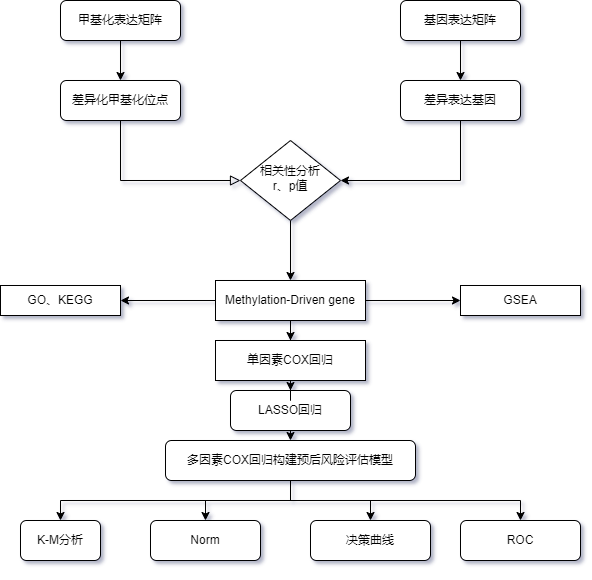 甲基化表达矩阵
基因表达矩阵
差异化甲基化位点
差异表达基因
相关性分析
r、p值
GO、KEGG
Methylation-Driven gene
GSEA
单因素COX回归
LASSO回归
多因素COX回归构建预后风险评估模型
K-M分析
Norm
决策曲线
ROC